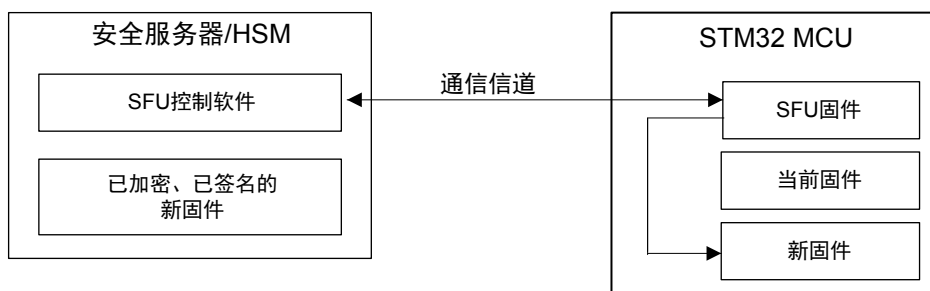 安全服务器/HSM
SFU控制软件
已加密、已签名的
新固件
通信信道
STM32 MCU
SFU固件
当前固件
新固件